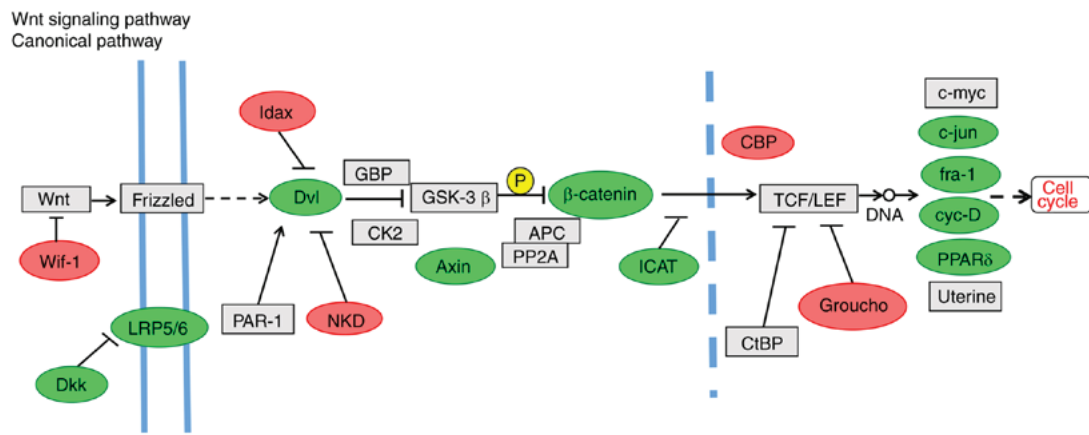 Wnt signaling pathway
Canonical pathway
Idax
c-myc
CBP
c-jun
GBP
P
fra-1
Wnt
Frizzled
Dvl
GSK-3 β
β-catenin
TCF/LEF
DNA
Cell
cycle
cyc-D
CK2
APC
PP2A
Wif-1
Axin
ICAT
PPARδ
Uterine
LRP5/6
PAR-1
NKD
Groucho
CtBP
Dkk